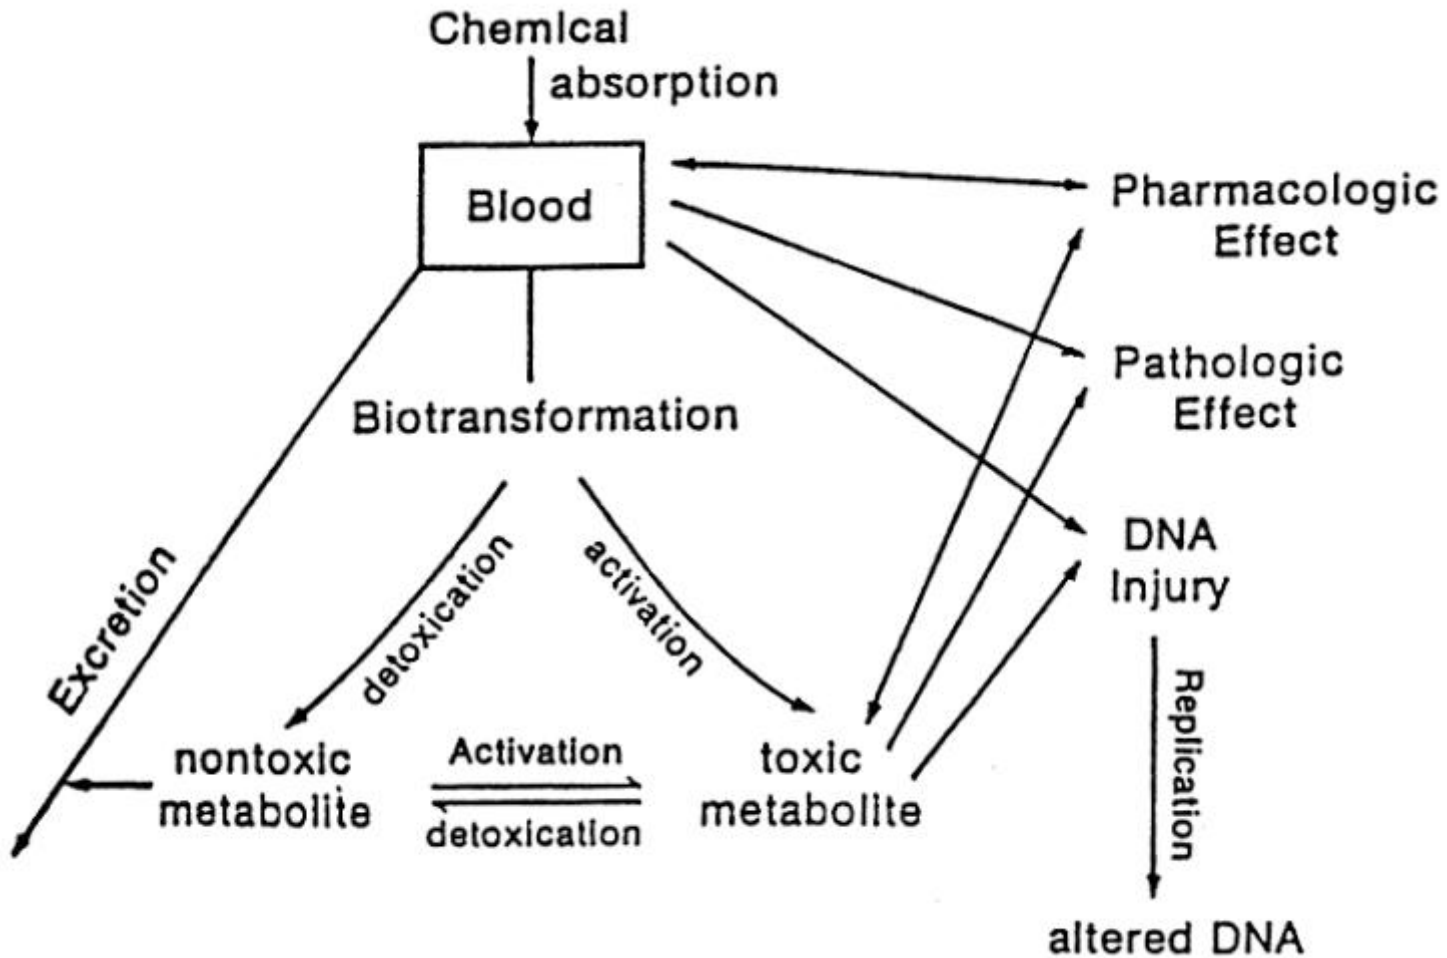 Chemical
absorption
Blood
Pharmacologic
Effect
Pathologic
Effect
Biotransformation
DNA
Injury
Excretion
detoxication
activation
Replication
nontoxic
metabolite
Activation
detoxication
toxic
metabolite
altered DNA